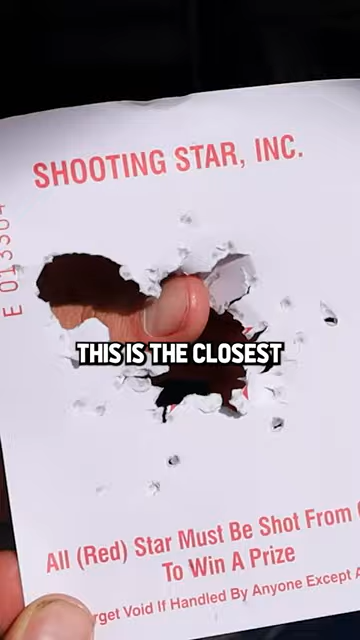 SHOOTING STAR, INC.
THIS IS THE CLOSEST
All (Red) Star Must Be Shot From
To Win A Prize
Target Void If Handled By Anyone Except